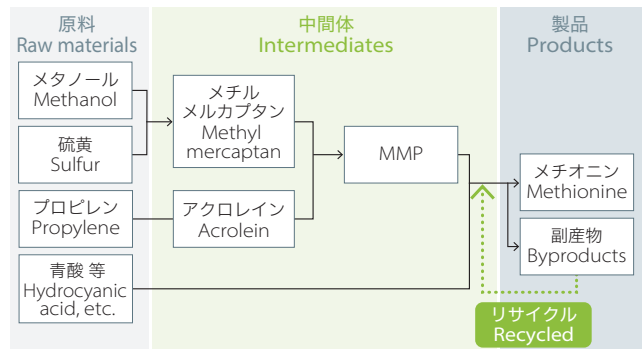 原料
Raw materials
中間体
Intermediates
製品
Products
メタノール
Methanol
硫黄
Sulfur
プロピレン
Propylene
青酸 等
Hydrocyanic
acid, etc.
メチル
メルカプタン
Methyl
mercaptan
アクロレイン
Acrolein
MMP
メチオニン
Methionine
副産物
Byproducts
リサイクル
Recycled